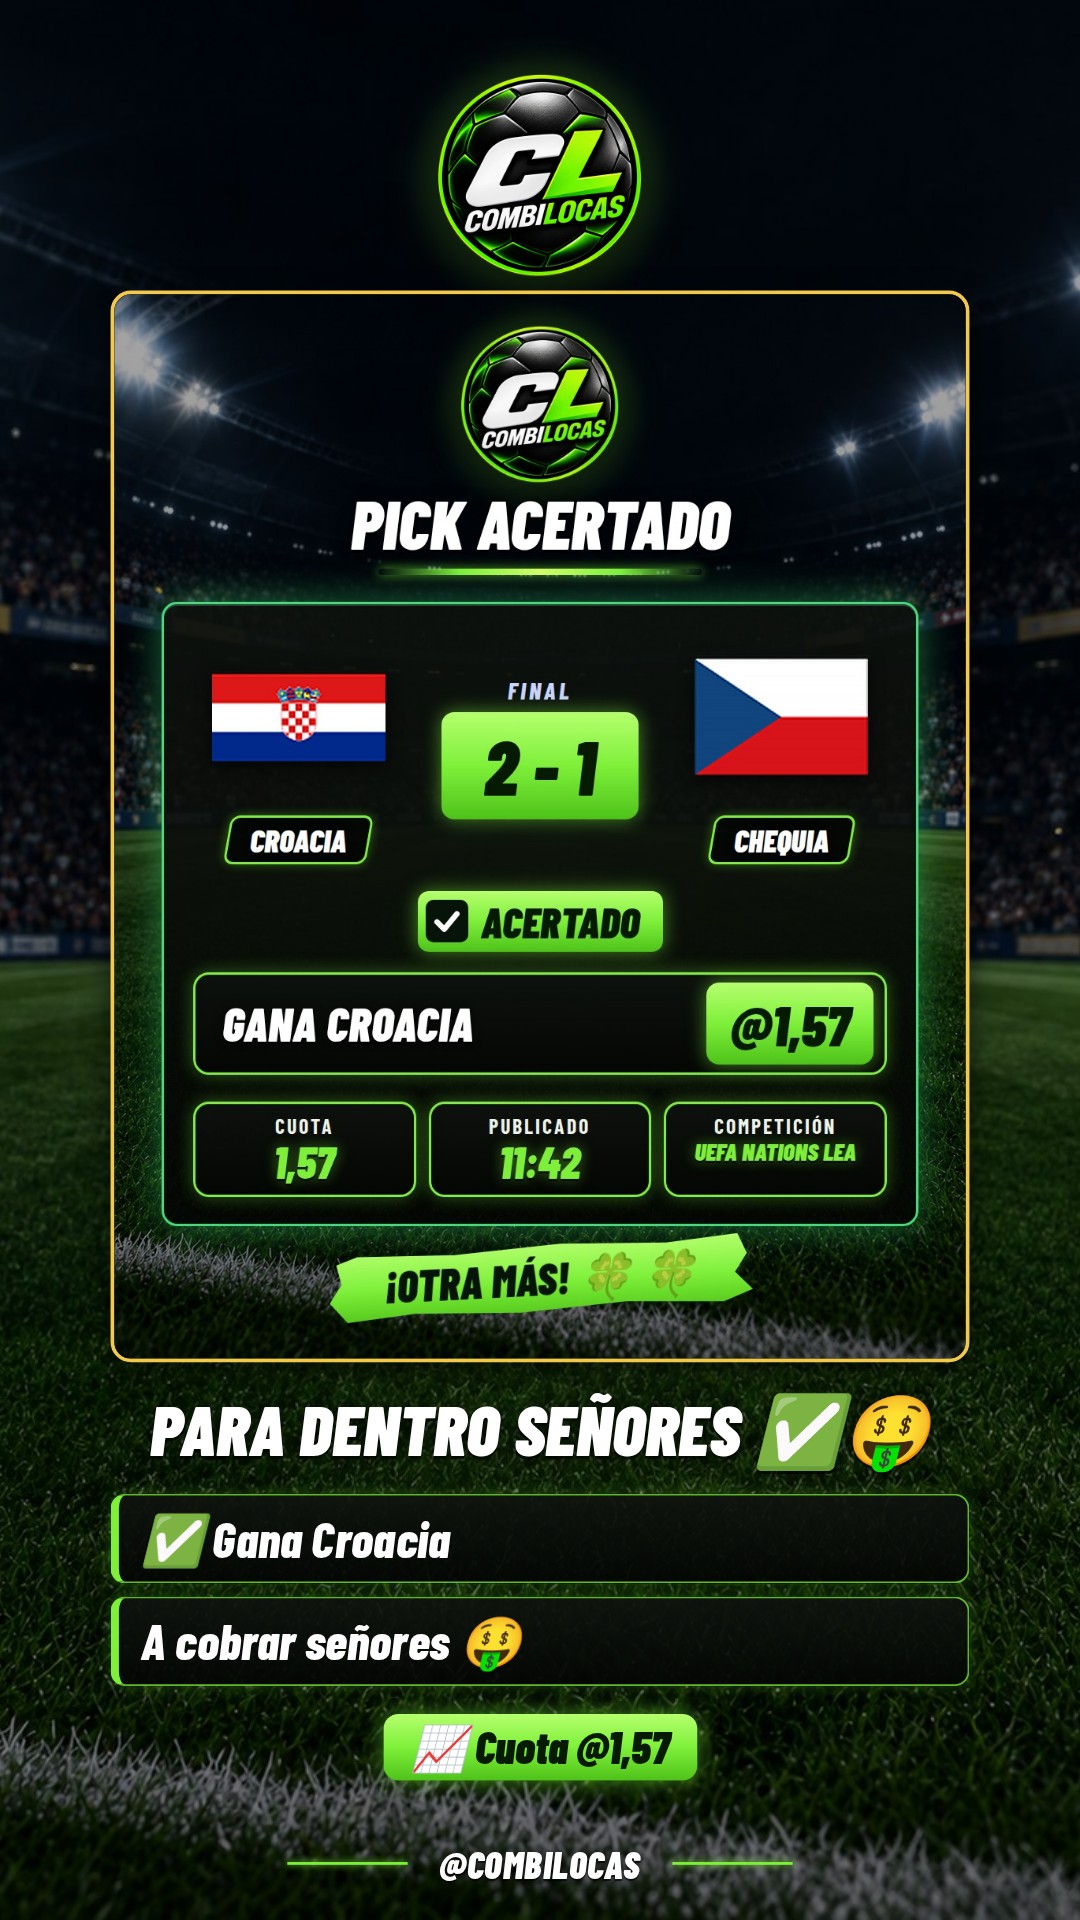 CL
COMBILOCAS
CL
COMBILOCAS
PICK ACERTADO
FINAL
2 - 1
CROACIA
CHEQUIA
ACERTADO
GANA CROACIA
@1,57
CUOTA
1,57
PUBLICADO
11:42
COMPETICIÓN
UEFA NATIONS LEA
¡OTRA MÁS! 🍀 🍀
PARA DENTRO SEÑORES ✅🤑
✅ Gana Croacia
A cobrar señores 🤑
📈 Cuota @1,57
@COMBILOCAS